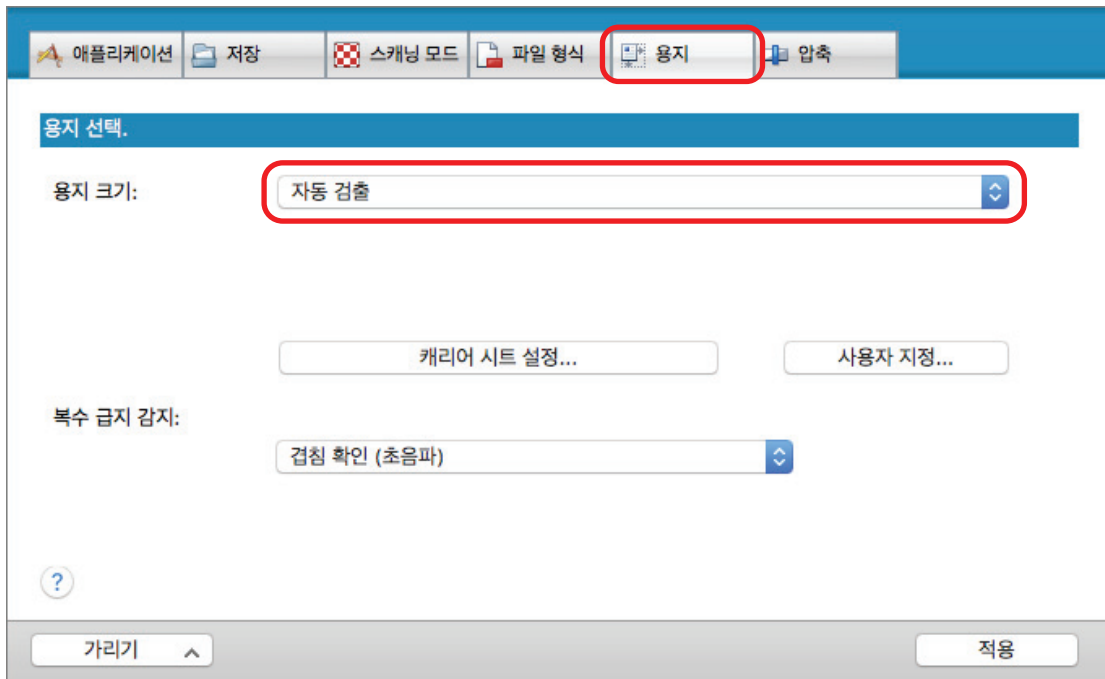 애플리케이션 저장 스캐닝 모드 파일 형식 용지 압축
용지 선택.
용지 크기: 자동 검출
캐리어 시트 설정... 사용자 지정...
복수 급지 감지:
겹침 확인 (초음파)
?
가리기 적용